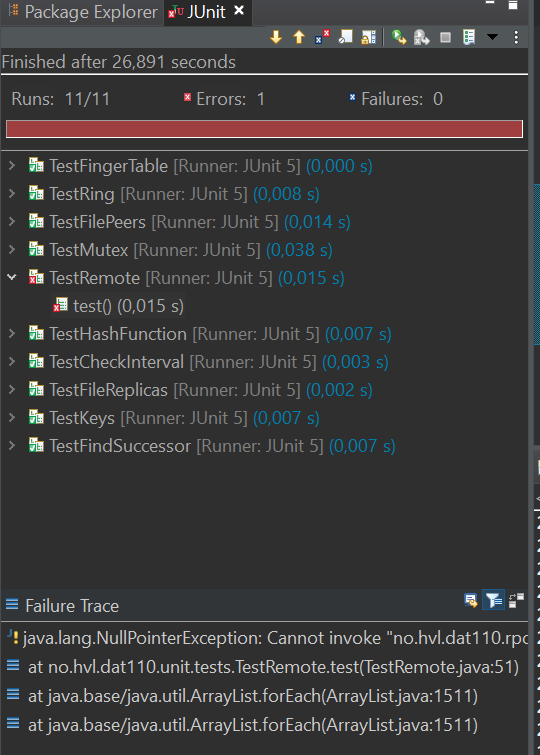 Package Explorer JUnit
Finished after 26,891 seconds
Runs: 11/11 Errors: 1 Failures: 0
TestFingerTable [Runner: JUnit 5] (0,000 s)
TestRing [Runner: JUnit 5] (0,008 s)
TestFilePeers [Runner: JUnit 5] (0,014 s)
TestMutex [Runner: JUnit 5] (0,038 s)
TestRemote [Runner: JUnit 5] (0,015 s)
test() (0,015 s)
TestHashFunction [Runner: JUnit 5] (0,007 s)
TestCheckInterval [Runner: JUnit 5] (0,003 s)
TestFileReplicas [Runner: JUnit 5] (0,002 s)
TestKeys [Runner: JUnit 5] (0,007 s)
TestFindSuccessor [Runner: JUnit 5] (0,007 s)
Failure Trace
java.lang.NullPointerException: Cannot invoke "no.hvl.dat110.rpc
at no.hvl.dat110.unit.tests.TestRemote.test(TestRemote.java:51)
at java.base/java.util.ArrayList.forEach(ArrayList.java:1511)
at java.base/java.util.ArrayList.forEach(ArrayList.java:1511)